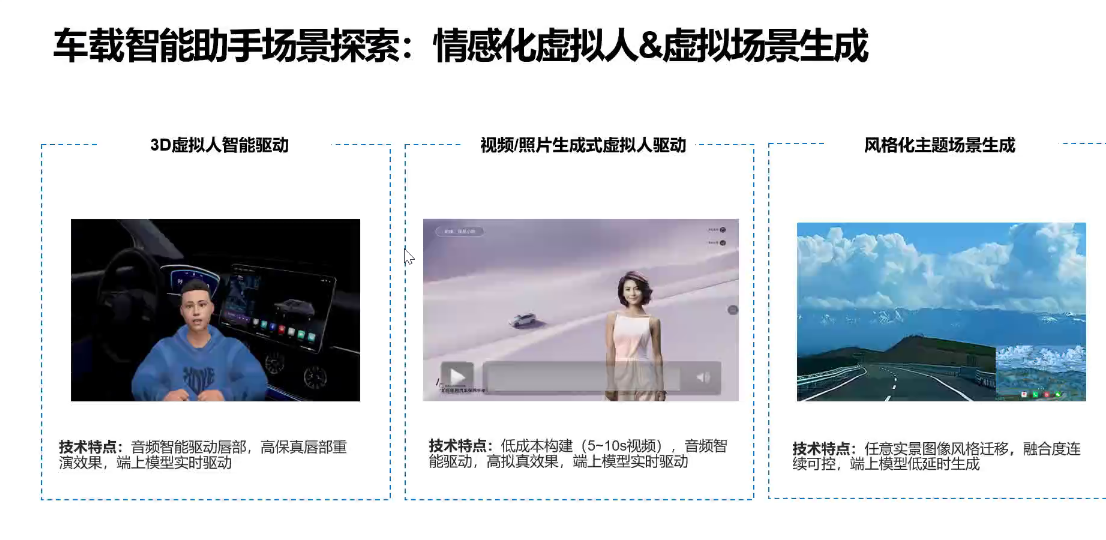 车载智能助手场景探索：情感化虚拟人&虚拟场景生成
3D虚拟人智能驱动
技术特点：音频智能驱动唇部，高保真唇部重
演效果，端上模型实时驱动
视频/照片生成式虚拟人驱动
技术特点：低成本构建（5~10s视频），音频智
能驱动，高拟真效果，端上模型实时驱动
风格化主题场景生成
技术特点：任意实景图像风格迁移，融合度连
续可控，端上模型低延时生成